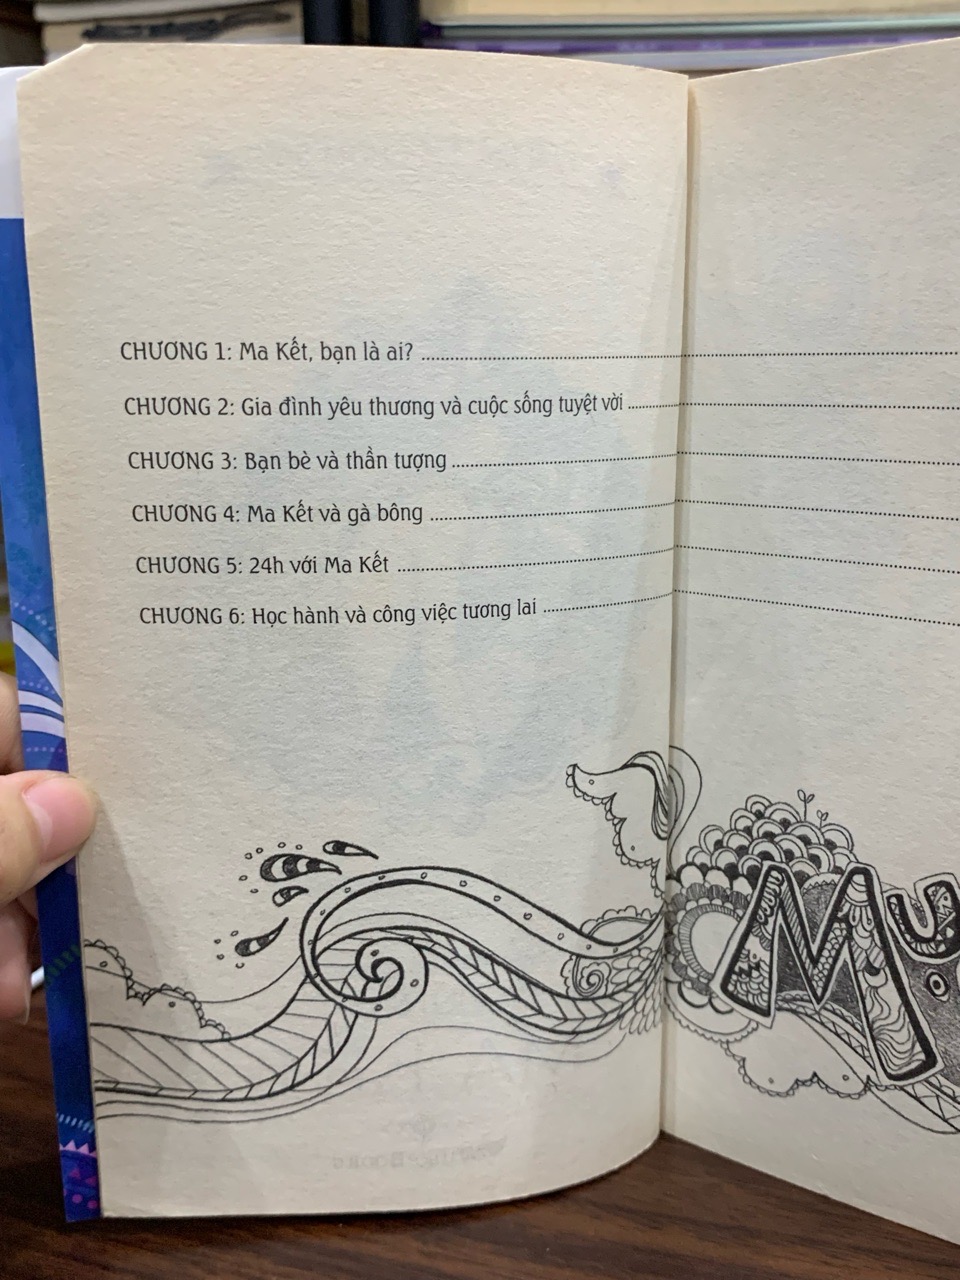 CHƯƠNG 1: Ma Kết, bạn là ai?
CHƯƠNG 2: Gia đình yêu thương và cuộc sống tuyệt vời
CHƯƠNG 3: Bạn bè và thần tượng
CHƯƠNG 4: Ma Kết và gà bông
CHƯƠNG 5: 24h với Ma Kết
CHƯƠNG 6: Học hành và công việc tương lai